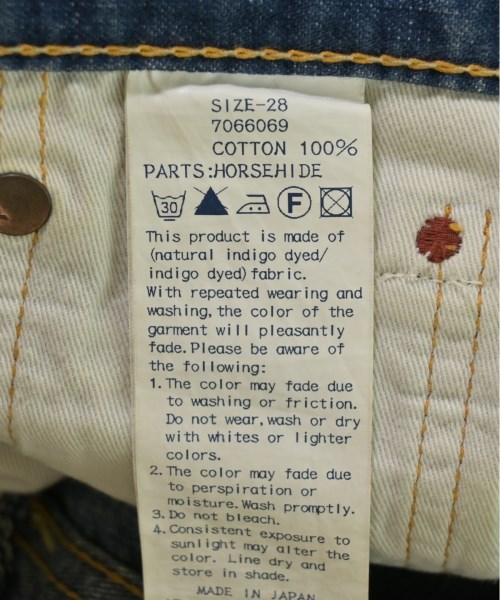 SIZE-28
7066069
COTTON 100%
PARTS:HORSEHIDE
30 F
This product is made of
(natural indigo dyed/
indigo dyed)fabric.
With repeated wearing and
washing,the color of the
garment will pleasantly
fade.Please be aware of
the following:
1.The color may fade due
to washing or friction.
Do not wear,wash or dry
with whites or lighter
colors.
2.The color may fade due
to perspiration or
moisture.Wash promptly.
3.Do not bleach.
4.Consistent exposure to
sunlight may alter the
color. Line dry and
store in shade.
MADE IN JAPAN